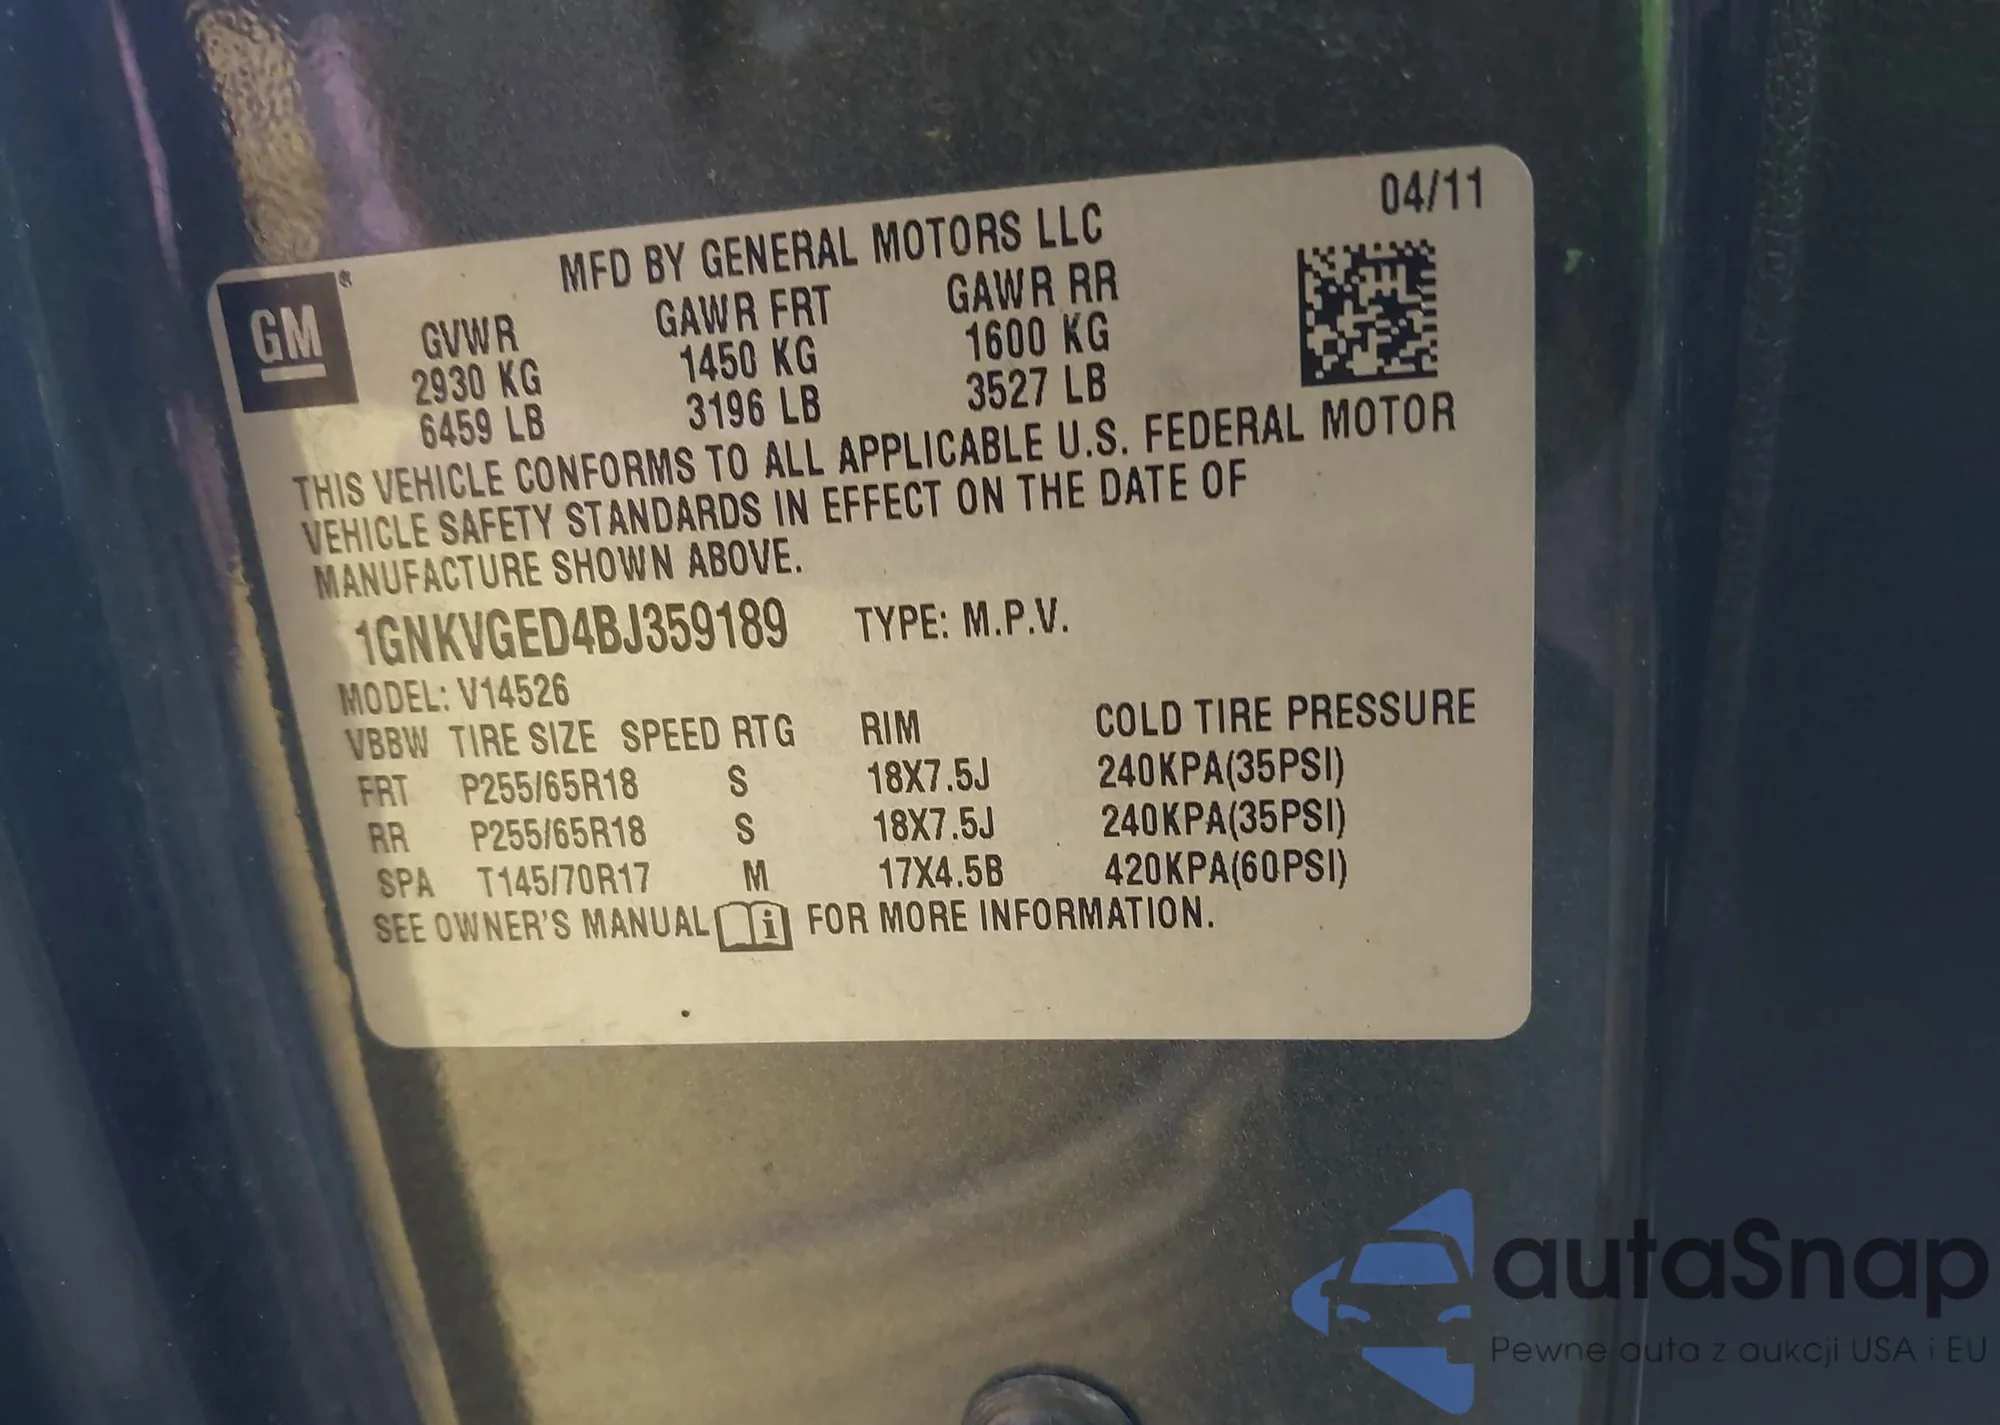 04/11
MFD BY GENERAL MOTORS LLC
GM ®
GVWR GAWR FRT GAWR RR
2930 KG 1450 KG 1600 KG
6459 LB 3196 LB 3527 LB
THIS VEHICLE CONFORMS TO ALL APPLICABLE U.S. FEDERAL MOTOR
VEHICLE SAFETY STANDARDS IN EFFECT ON THE DATE OF
MANUFACTURE SHOWN ABOVE.
1GNKVGED4BJ359189 TYPE: M.P.V.
MODEL: V14526
VBBW TIRE SIZE SPEED RTG RIM COLD TIRE PRESSURE
FRT P255/65R18 S 18X7.5J 240KPA(35PSI)
RR P255/65R18 S 18X7.5J 240KPA(35PSI)
SPA T145/70R17 M 17X4.5B 420KPA(60PSI)
SEE OWNER'S MANUAL i FOR MORE INFORMATION.
autaSnap
Pewne auta z aukcji USA i EU